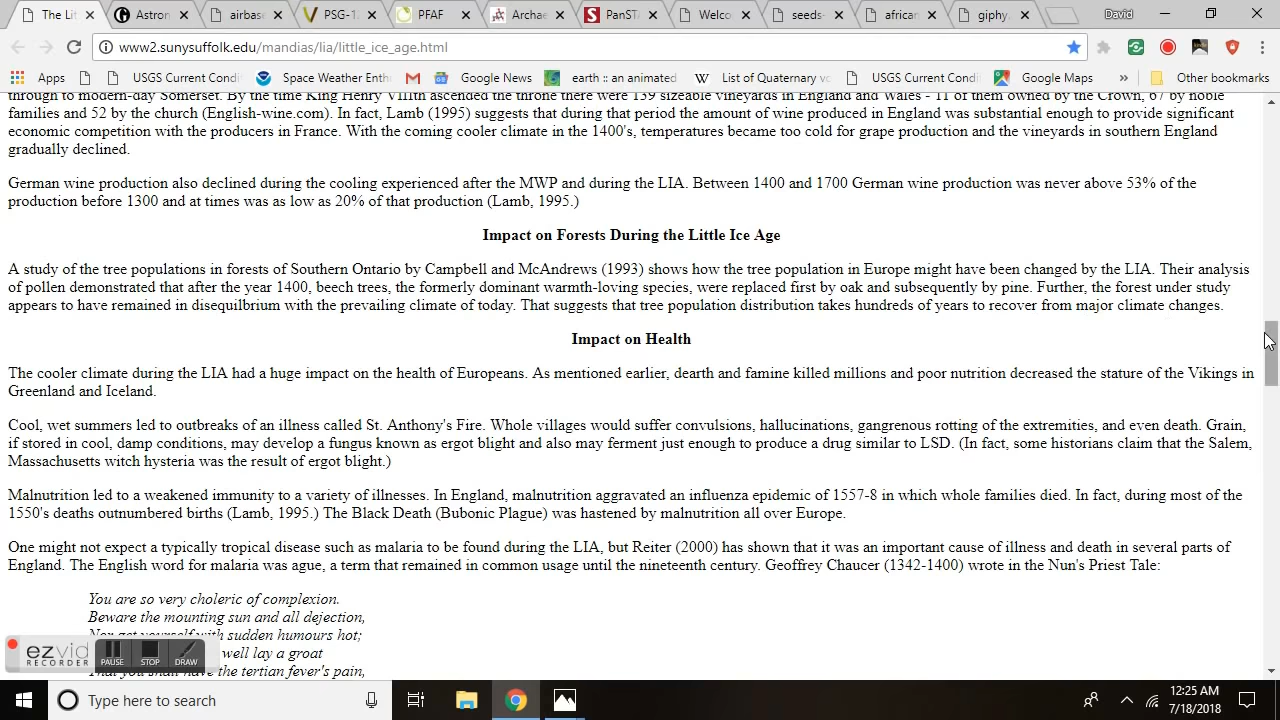 The Lit
Astron
airbase
V PSG-1
PFAF
Archae
PanST
Welco
seeds-
african
giphy.
David
www2.sunysuffolk.edu/mandias/lia/little_ice_age.html
Apps
USGS Current Condi
Space Weather Enth
Google News
earth :: an animated
W List of Quaternary vo
USGS Current Condi
Google Maps
»
Other bookmarks
through to modern-day Somerset. By the time King Henry VIIIth ascended the throne there were 139 sizeable vineyards in England and Wales - 11 of them owned by the Crown, 67 by noble
families and 52 by the church (English-wine.com). In fact, Lamb (1995) suggests that during that period the amount of wine produced in England was substantial enough to provide significant
economic competition with the producers in France. With the coming cooler climate in the 1400's, temperatures became too cold for grape production and the vineyards in southern England
gradually declined.
German wine production also declined during the cooling experienced after the MWP and during the LIA. Between 1400 and 1700 German wine production was never above 53% of the
production before 1300 and at times was as low as 20% of that production (Lamb, 1995.)
Impact on Forests During the Little Ice Age
A study of the tree populations in forests of Southern Ontario by Campbell and McAndrews (1993) shows how the tree population in Europe might have been changed by the LIA. Their analysis
of pollen demonstrated that after the year 1400, beech trees, the formerly dominant warmth-loving species, were replaced first by oak and subsequently by pine. Further, the forest under study
appears to have remained in disequilbrium with the prevailing climate of today. That suggests that tree population distribution takes hundreds of years to recover from major climate changes.
Impact on Health
The cooler climate during the LIA had a huge impact on the health of Europeans. As mentioned earlier, dearth and famine killed millions and poor nutrition decreased the stature of the Vikings in
Greenland and Iceland.
Cool, wet summers led to outbreaks of an illness called St. Anthony's Fire. Whole villages would suffer convulsions, hallucinations, gangrenous rotting of the extremities, and even death. Grain,
if stored in cool, damp conditions, may develop a fungus known as ergot blight and also may ferment just enough to produce a drug similar to LSD. (In fact, some historians claim that the Salem,
Massachusetts witch hysteria was the result of ergot blight.)
Malnutrition led to a weakened immunity to a variety of illnesses. In England, malnutrition aggravated an influenza epidemic of 1557-8 in which whole families died. In fact, during most of the
1550's deaths outnumbered births (Lamb, 1995.) The Black Death (Bubonic Plague) was hastened by malnutrition all over Europe.
One might not expect a typically tropical disease such as malaria to be found during the LIA, but Reiter (2000) has shown that it was an important cause of illness and death in several parts of
England. The English word for malaria was ague, a term that remained in common usage until the nineteenth century. Geoffrey Chaucer (1342-1400) wrote in the Nun's Priest Tale:
You are so very choleric of complexion.
Beware the mounting sun and all dejection,
Nor get yourself with sudden humours hot;
well lay a groat
That you shall have the tertian fever's pain,
ezvid
RECORDER
PAUSE
STOP
DRAW
Type here to search
12:25 AM
7/18/2018